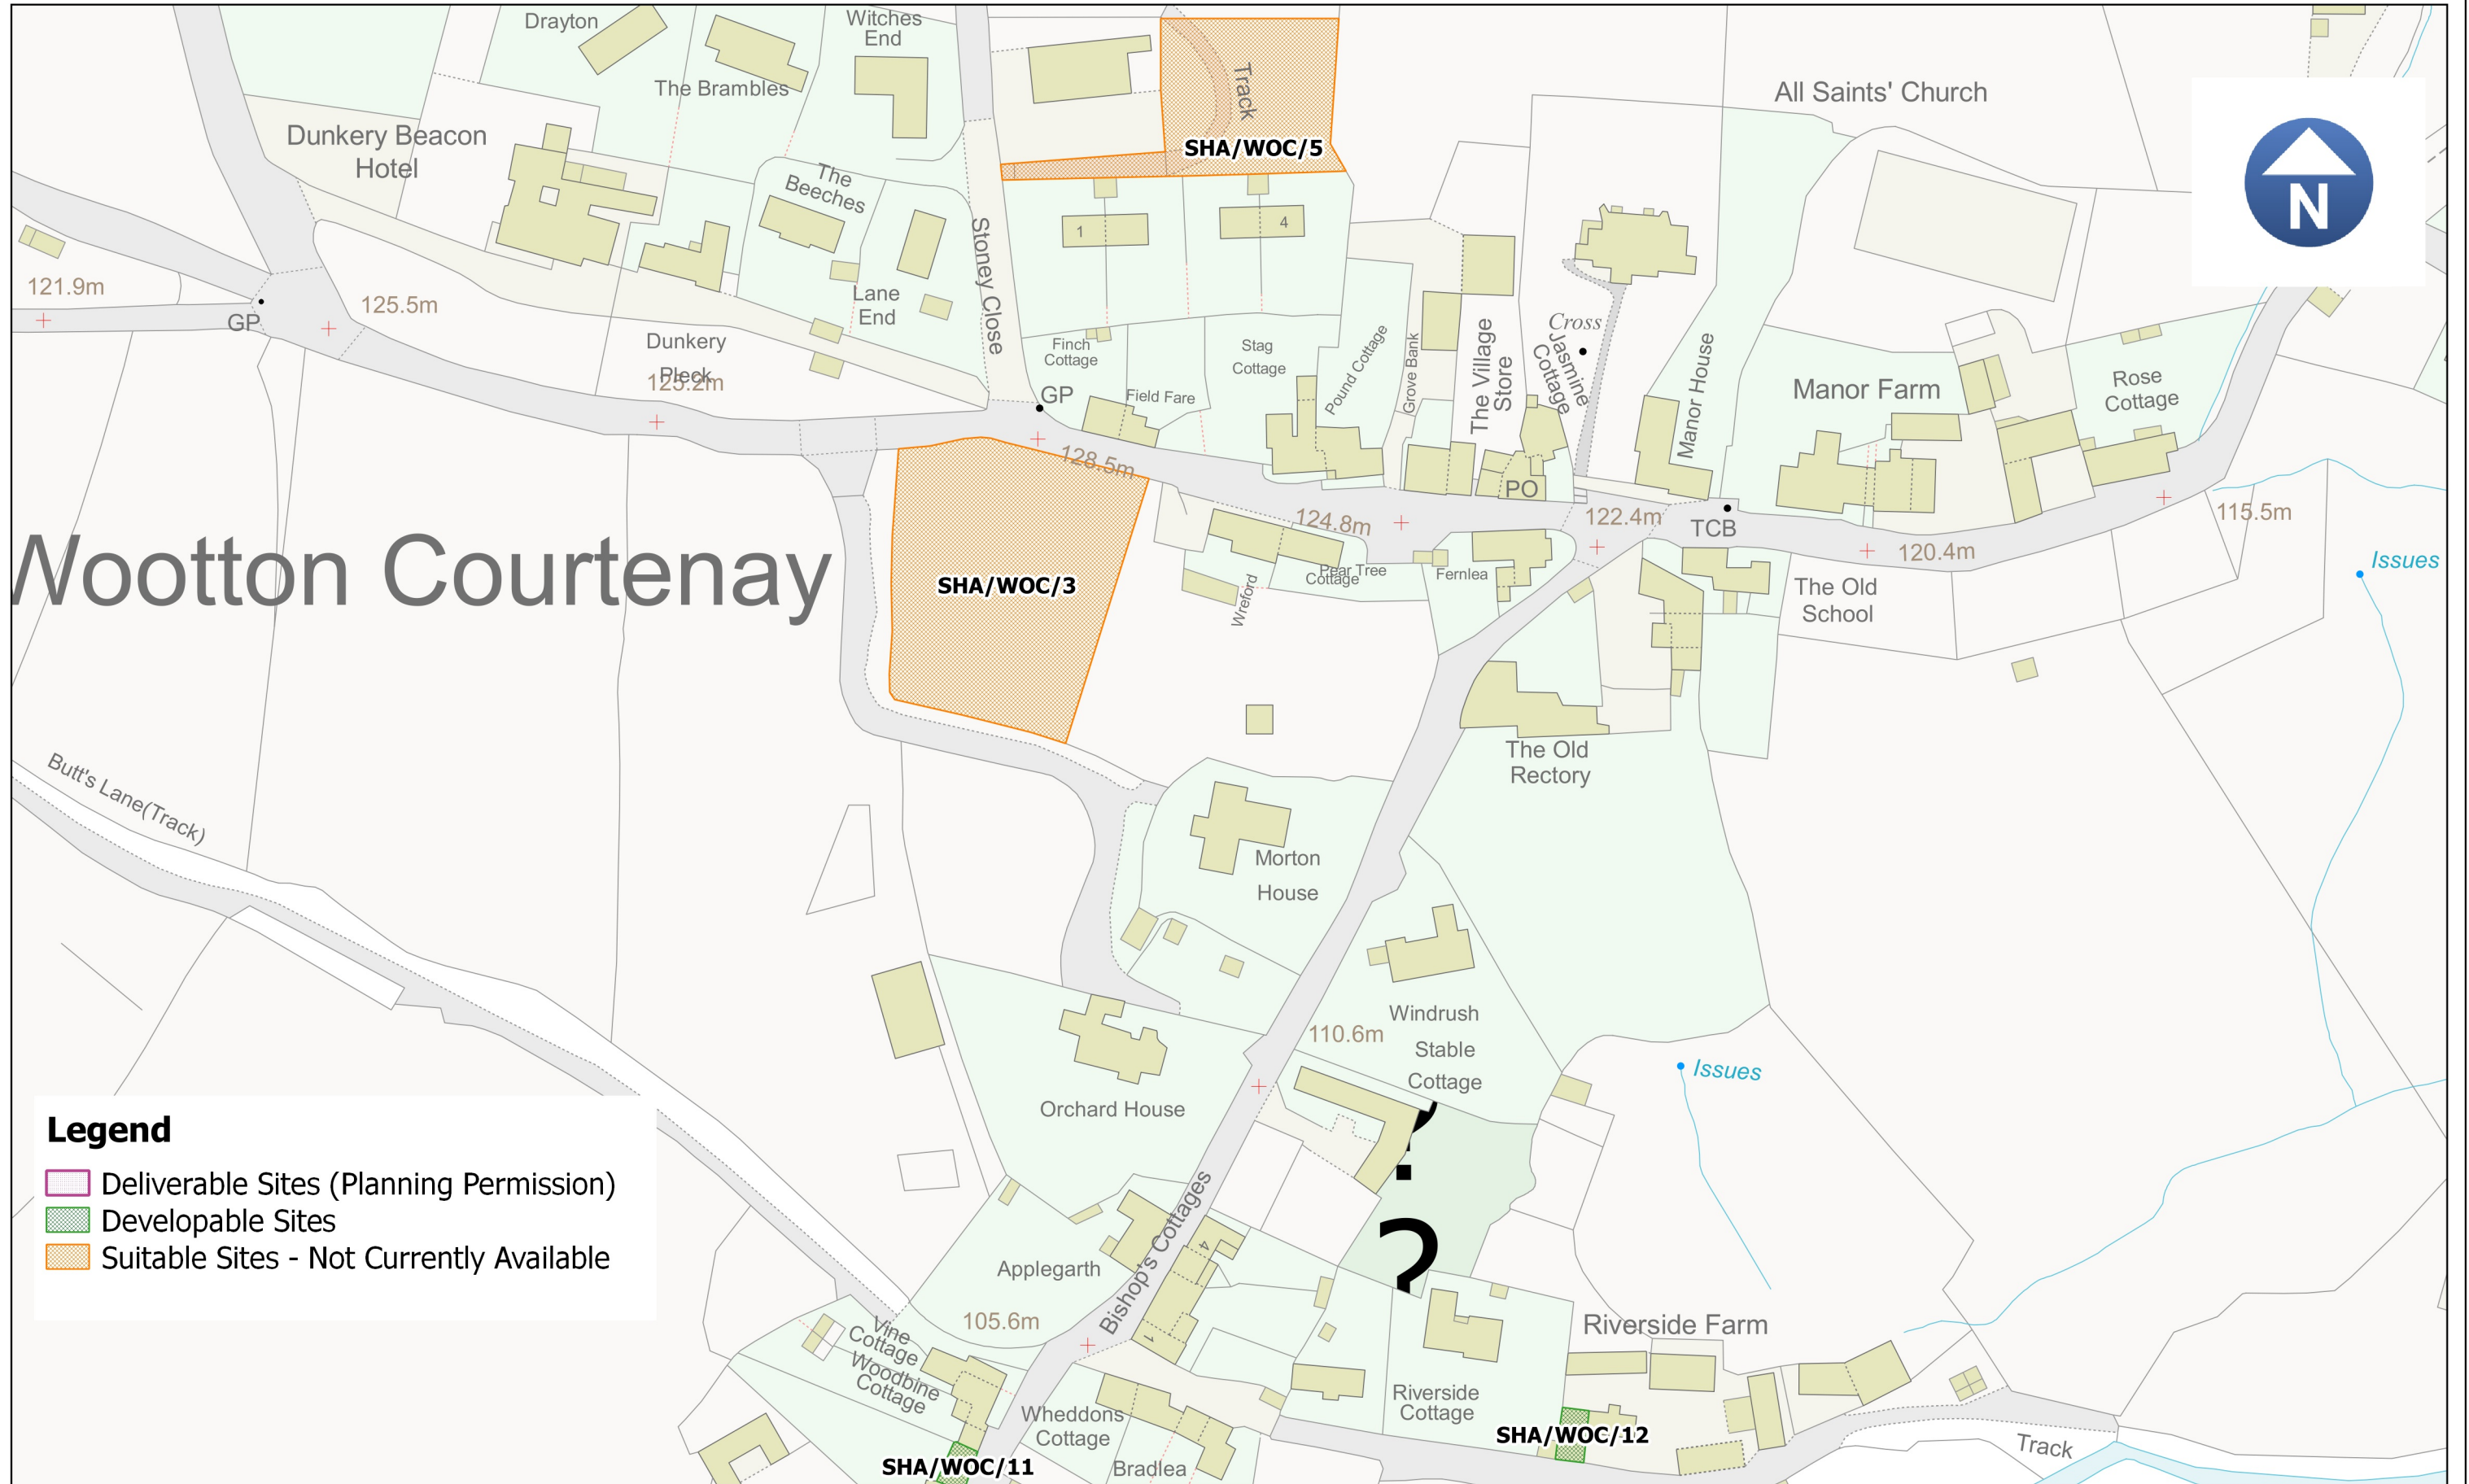 Drayton
Witches
End
The Brambles
Track
SHA/WOC/5
All Saints' Church
N
Dunkery Beacon
Hotel
The
Beeches
Stoney Close
1
4
Lane
End
121.9m
GP
125.5m
Dunkery
Pleck
125.2m
Finch
Cottage
GP
Field Fare
Stag
Cottage
Pound Cottage
Grove Bank
The Village
Store
Cross
Jasmine
Cottage
Manor House
Manor Farm
Rose
Cottage
128.5m
PO
124.8m
122.4m
TCB
120.4m
115.5m
Issues
Wootton Courtenay
SHA/WOC/3
Wreford
Pear Tree
Cottage
Fernlea
The Old
School
The Old
Rectory
Butt's Lane(Track)
Morton
House
Windrush
110.6m
Stable
Cottage
Issues
Orchard House
?
?
Legend
Deliverable Sites (Planning Permission)
Developable Sites
Suitable Sites - Not Currently Available
Bishop's Cottages
4
1
Applegarth
105.6m
Vine
Cottage
Woodbine
Cottage
Wheddons
Cottage
Bradlea
Riverside
Cottage
Riverside Farm
SHA/WOC/12
SHA/WOC/11
Track